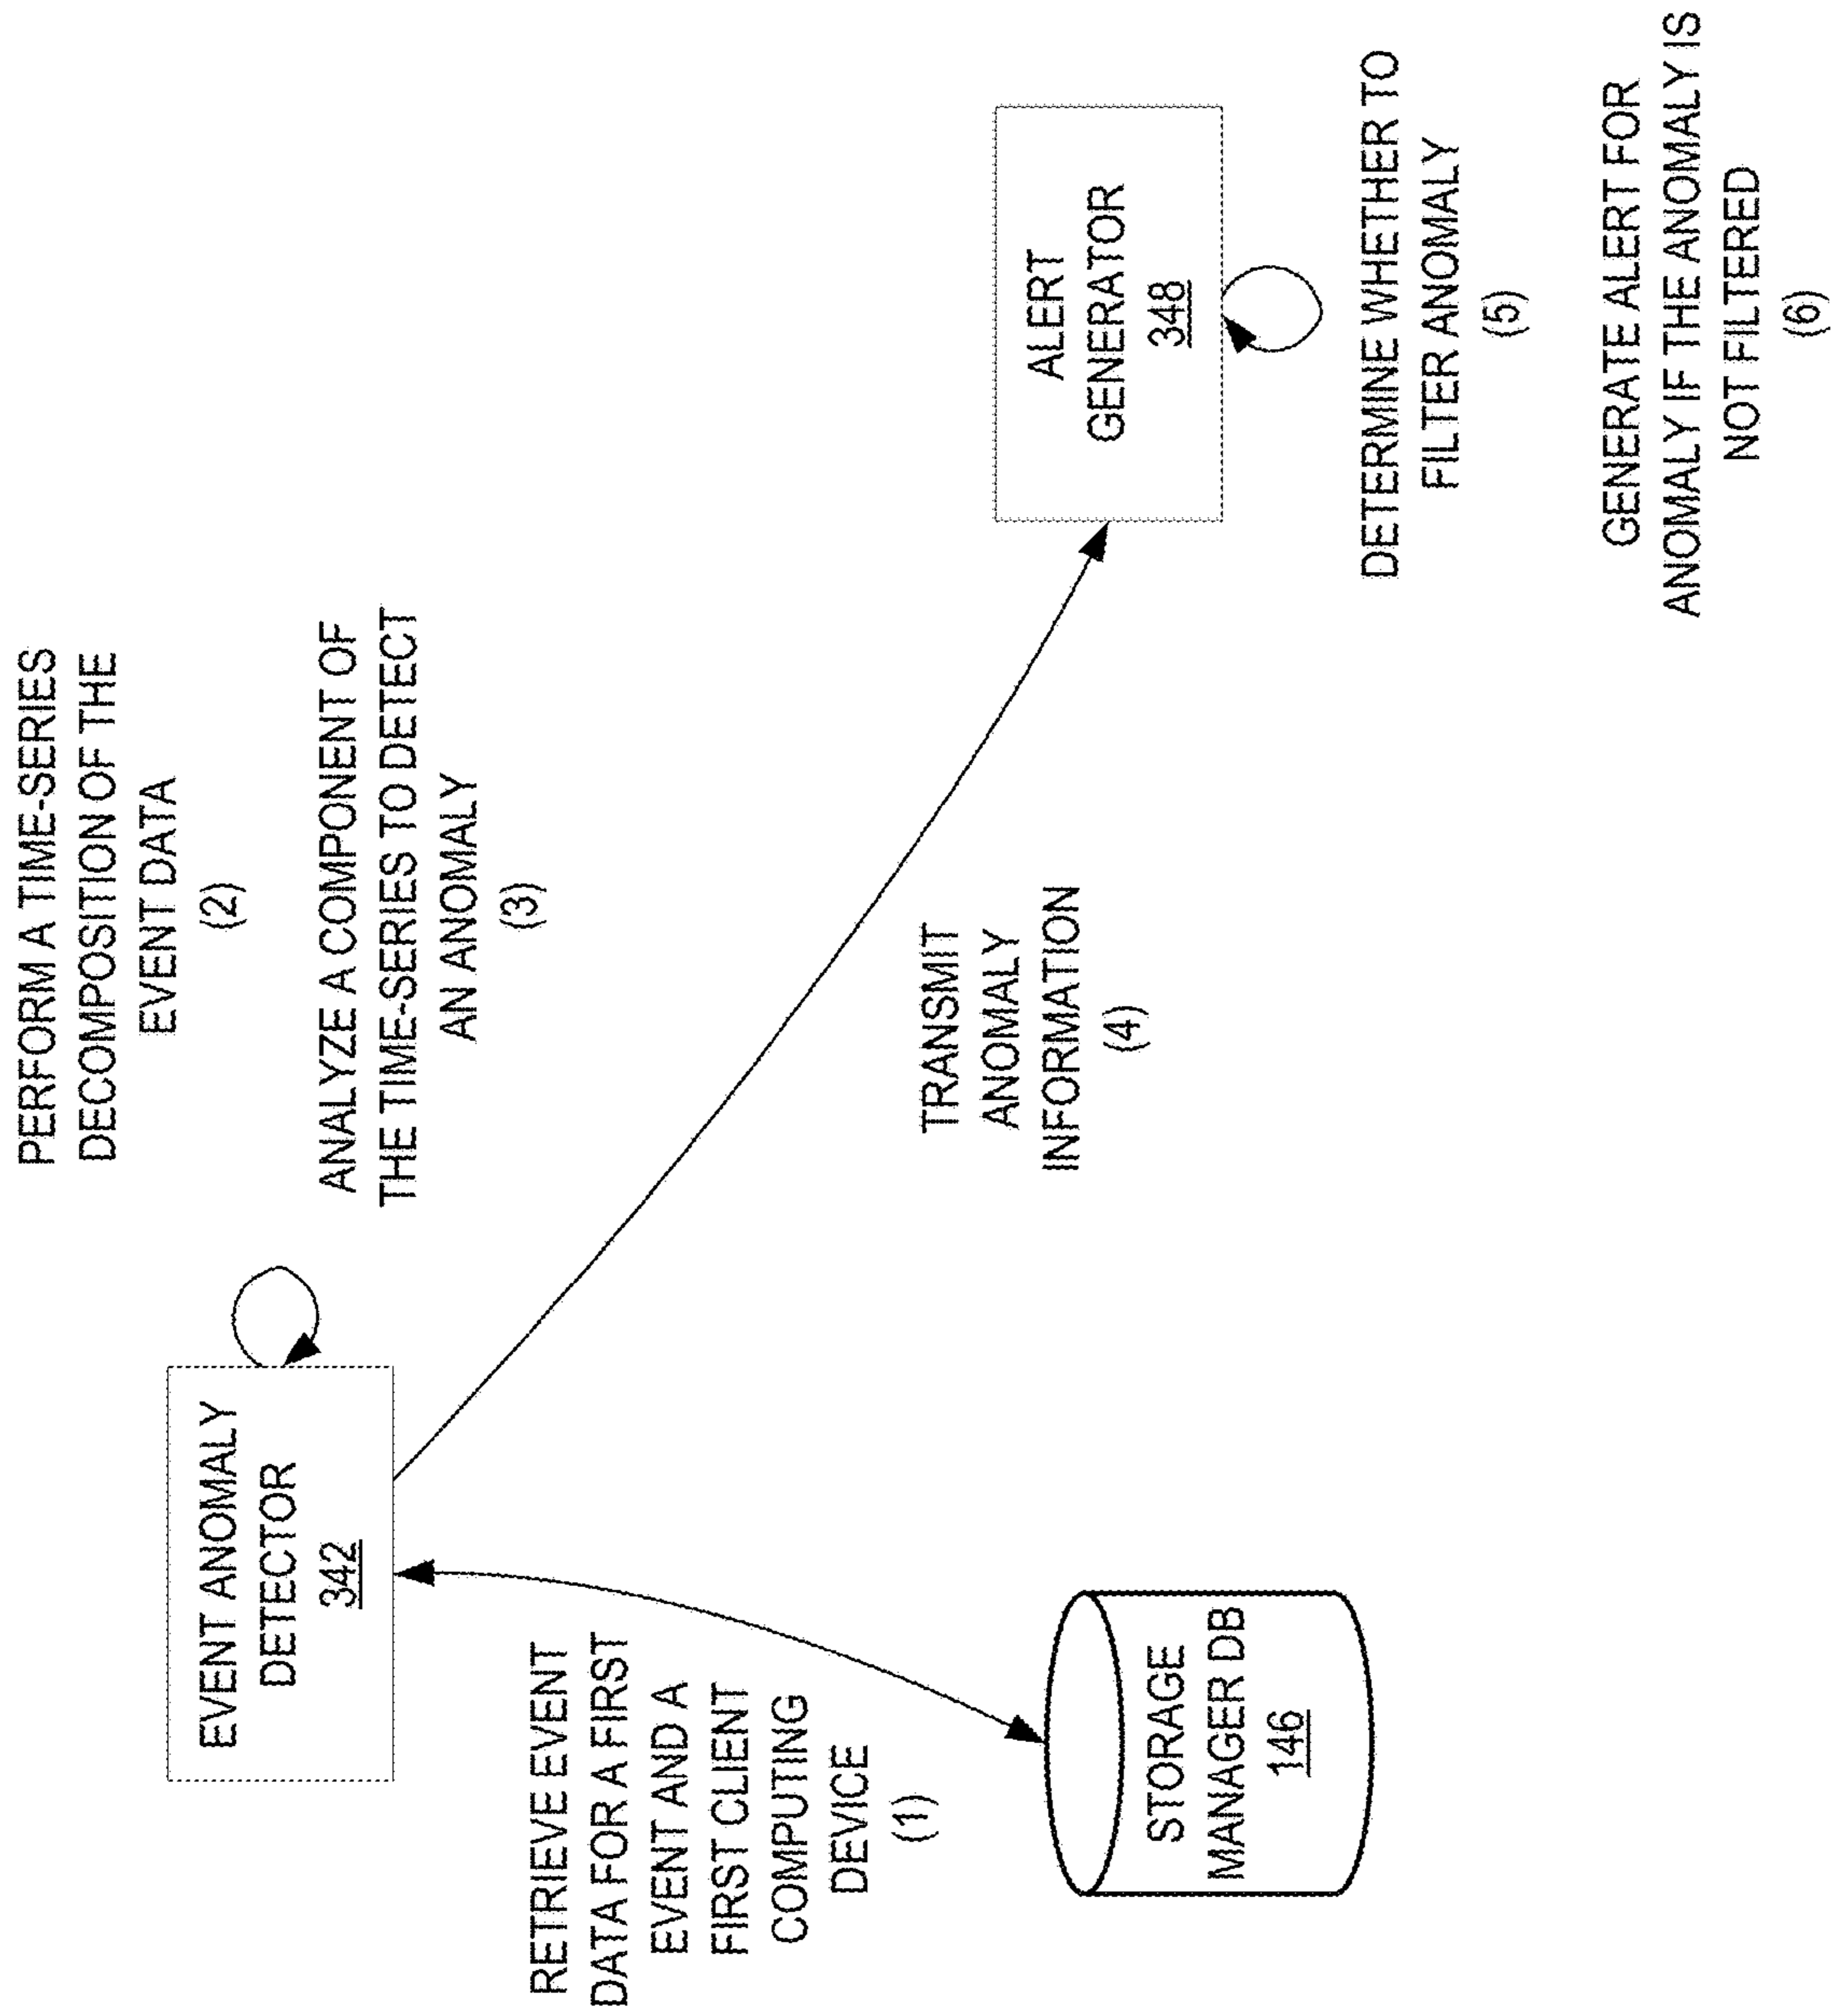 PERFORM A TIME-SERIES
DECOMPOSITION OF THE
EVENT DATA
(2)
ANALYZE A COMPONENT OF
THE TIME-SERIES TO DETECT
AN ANOMALY
(3)
EVENT ANOMALY
DETECTOR
342
RETRIEVE EVENT
DATA FOR A FIRST
EVENT AND A
FIRST CLIENT
COMPUTING
DEVICE
(1)
TRANSMIT
ANOMALY
INFORMATION
(4)
STORAGE
MANAGER DB
146
ALERT
GENERATOR
348
DETERMINE WHETHER TO
FILTER ANOMALY
(5)
GENERATE ALERT FOR
ANOMALY IF THE ANOMALY IS
NOT FILTERED
(6)